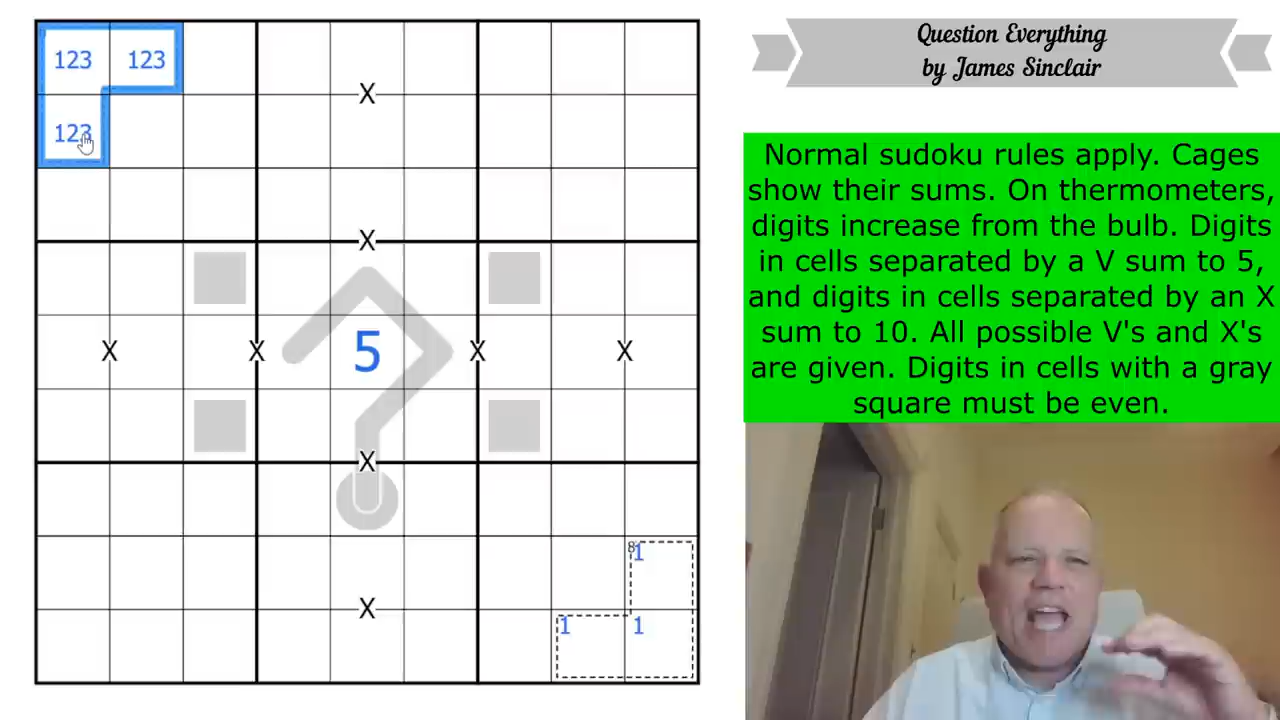 Question Everything
by James Sinclair
Normal sudoku rules apply. Cages
show their sums. On thermometers,
digits increase from the bulb. Digits
in cells separated by a V sum to 5,
and digits in cells separated by an X
sum to 10. All possible V's and X's
are given. Digits in cells with a gray
square must be even.
123 123
X
123
X
X X 5 X X
X
8 1
X
1 1